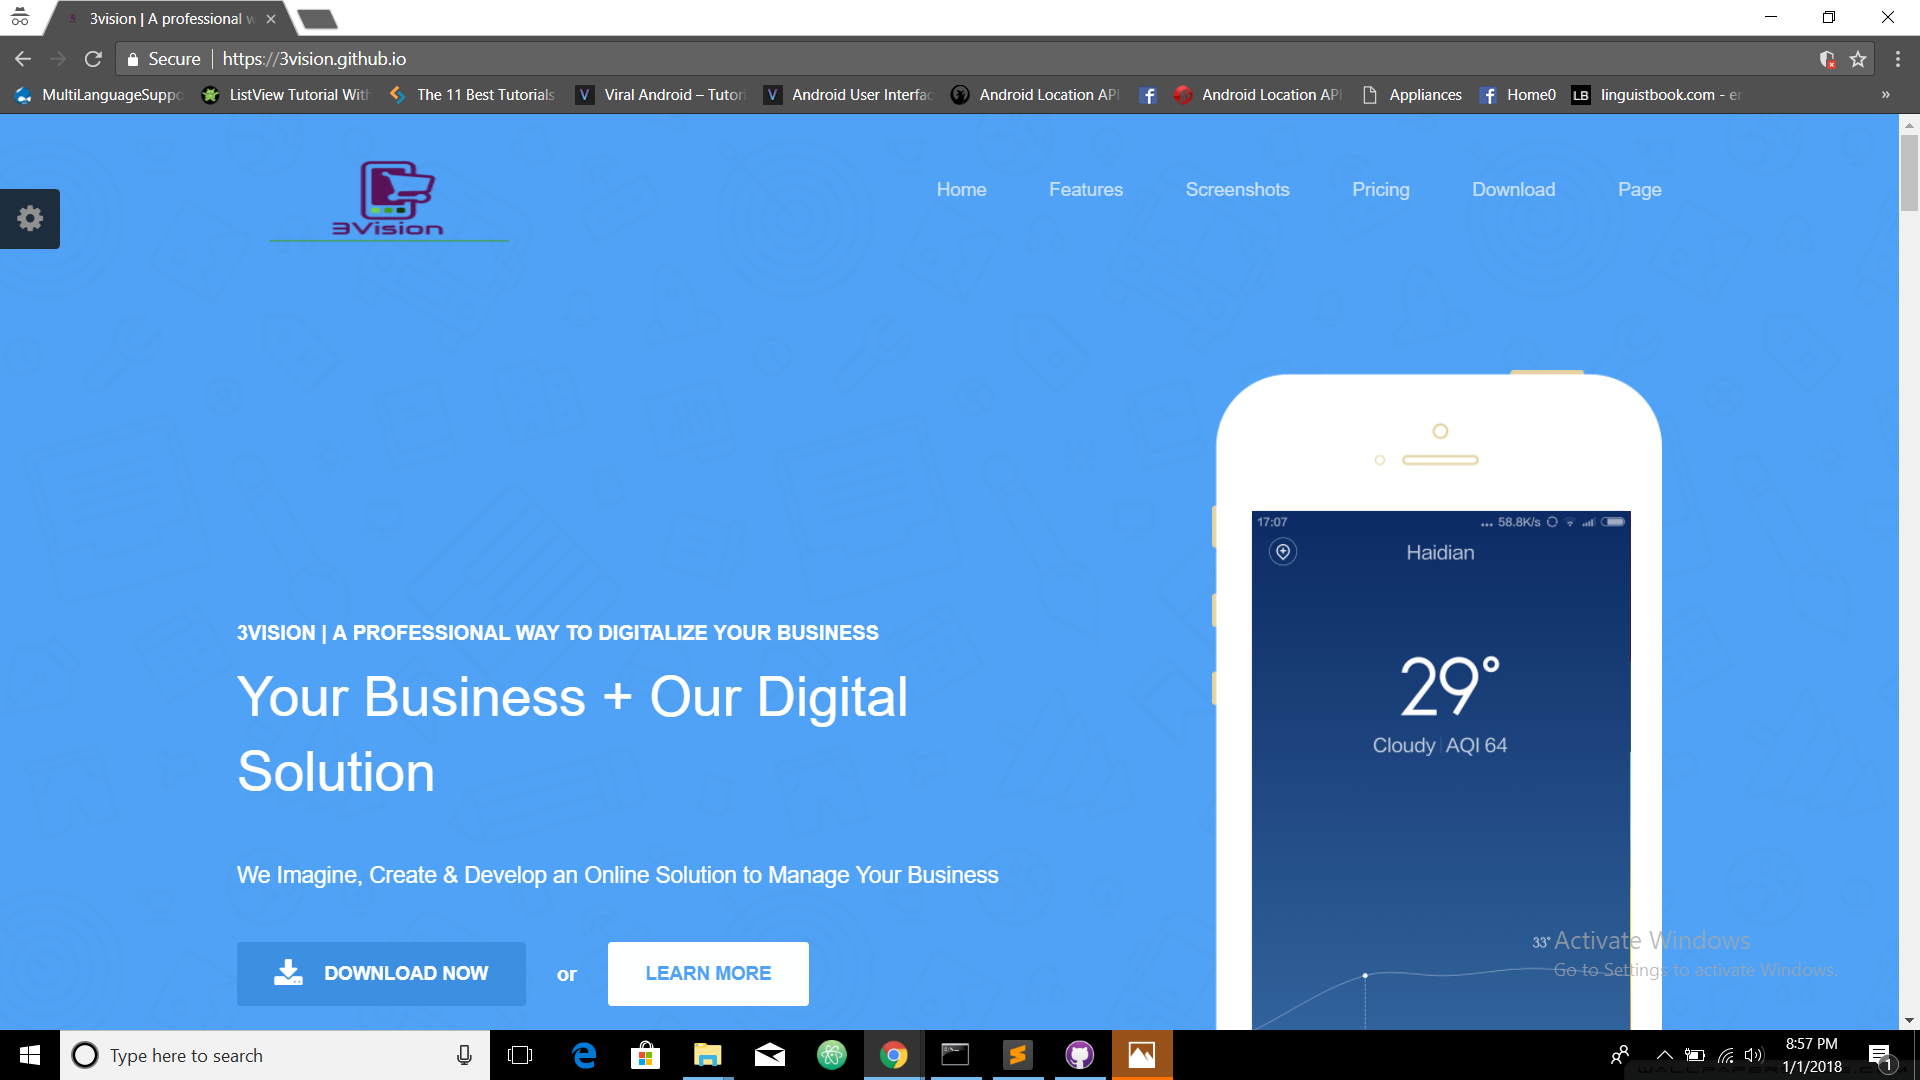 3vision | A professional w
Secure
https://3vision.github.io
MultiLanguageSuppo
ListView Tutorial With
The 11 Best Tutorials
Viral Android – Tutori
Android User Interfac
Android Location API
Android Location API
Appliances
Home0
LB
linguistbook.com - er
3Vision
Home
Features
Screenshots
Pricing
Download
Page
17:07
... 58.8K/s
Haidian
29°
Cloudy AQI 64
33°
3VISION | A PROFESSIONAL WAY TO DIGITALIZE YOUR BUSINESS
Your Business + Our Digital
Solution
We Imagine, Create & Develop an Online Solution to Manage Your Business
DOWNLOAD NOW
or
LEARN MORE
Activate Windows
Go to Settings to activate Windows.
Type here to search
8:57 PM
1/1/2018
1